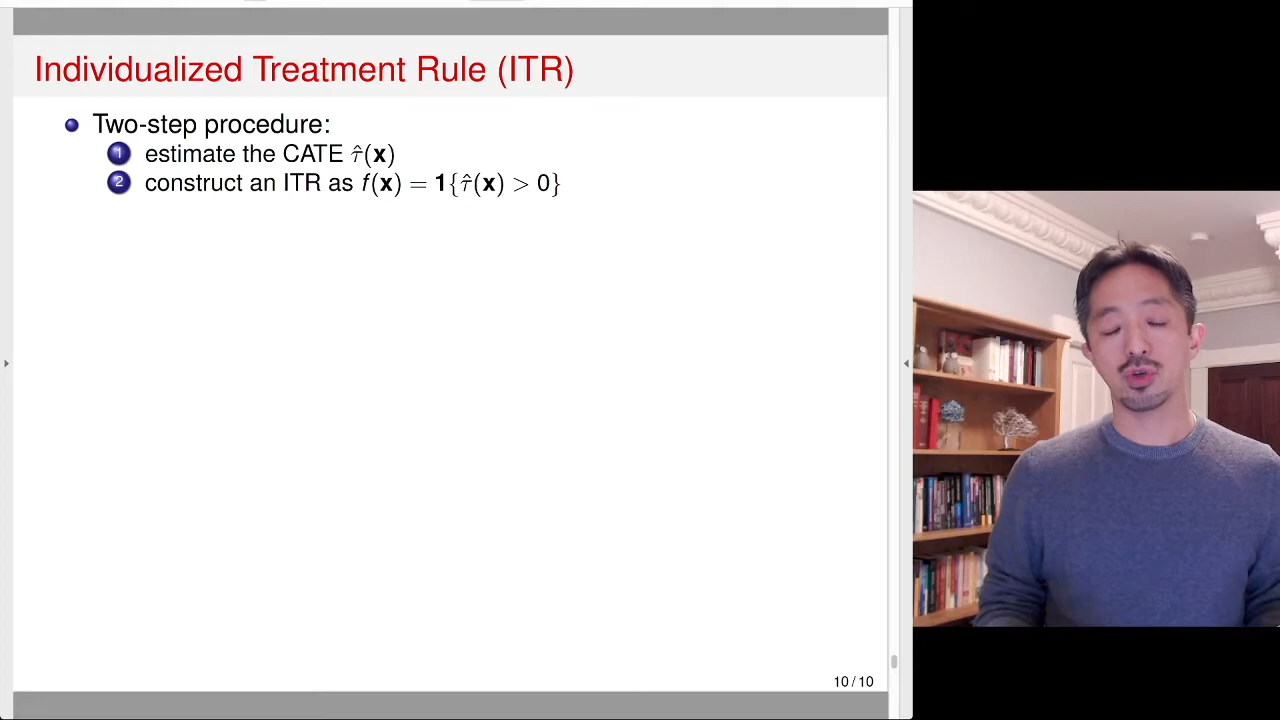 Individualized Treatment Rule (ITR)
Two-step procedure:
1 estimate the CATE τ̂(x)
2 construct an ITR as f(x) = 1{τ̂(x) > 0}
10 / 10